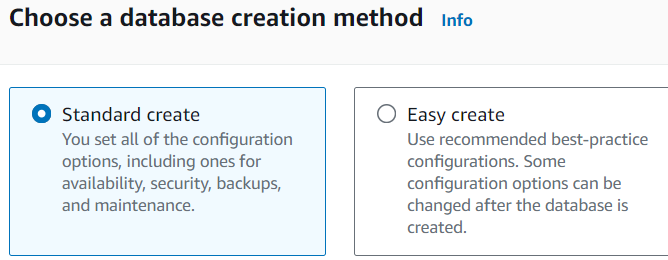 Choose a database creation method Info
Standard create
You set all of the configuration
options, including ones for
availability, security, backups,
and maintenance.
Easy create
Use recommended best-practice
configurations. Some
configuration options can be
changed after the database is
created.